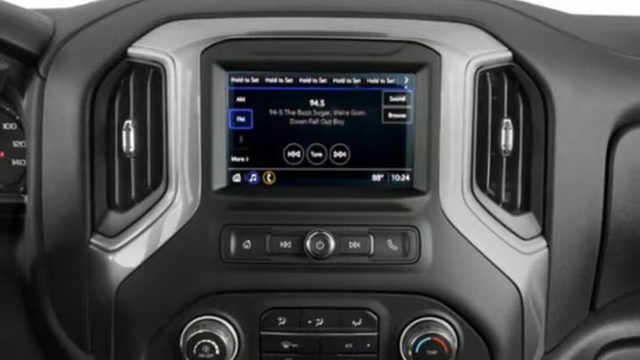 Hold to Set Hold to Set Hold to Set Hold to Set Hold to Set
AM
94.5
Sound
FM
94-5 The Buzz Sugar, We're Goin
Down Fall Out Boy
Browse
More
Tune
88° 10:24
100
120
140